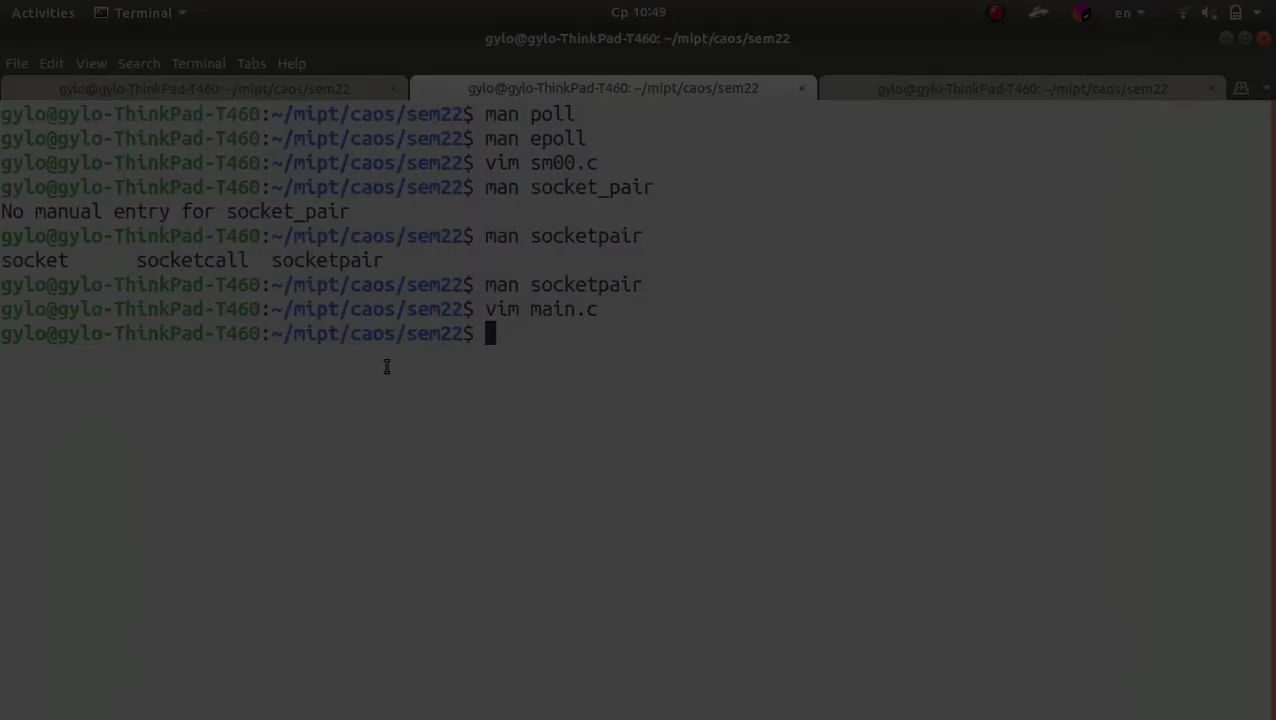 Activities Terminal Ср 10:49 en
gylo@gylo-ThinkPad-T460: ~/mipt/caos/sem22
File Edit View Search Terminal Tabs Help
gylo@gylo-ThinkPad-T460: ~/mipt/caos/sem22 × gylo@gylo-ThinkPad-T460: ~/mipt/caos/sem22 × gylo@gylo-ThinkPad-T460: ~/mipt/caos/sem22 ×
gylo@gylo-ThinkPad-T460:~/mipt/caos/sem22$ man poll
gylo@gylo-ThinkPad-T460:~/mipt/caos/sem22$ man epoll
gylo@gylo-ThinkPad-T460:~/mipt/caos/sem22$ vim sm00.c
gylo@gylo-ThinkPad-T460:~/mipt/caos/sem22$ man socket_pair
No manual entry for socket_pair
gylo@gylo-ThinkPad-T460:~/mipt/caos/sem22$ man socketpair
socket socketcall socketpair
gylo@gylo-ThinkPad-T460:~/mipt/caos/sem22$ man socketpair
gylo@gylo-ThinkPad-T460:~/mipt/caos/sem22$ vim main.c
gylo@gylo-ThinkPad-T460:~/mipt/caos/sem22$